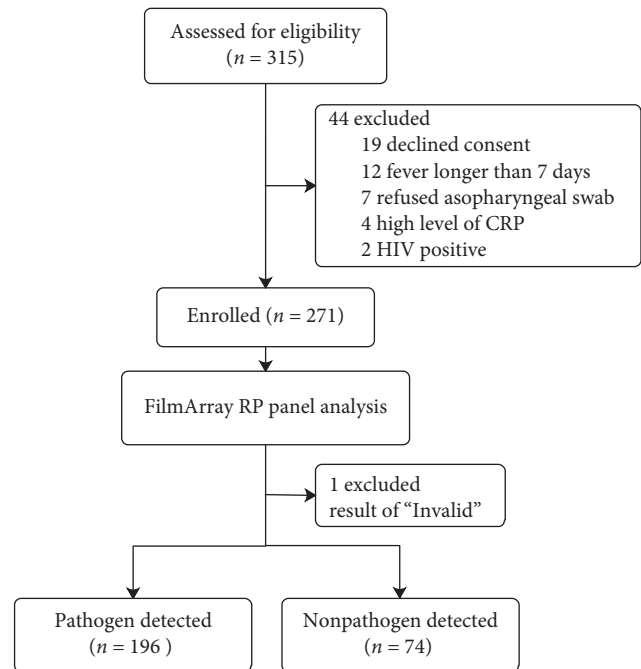 Assessed for eligibility
(n = 315)
44 excluded
19 declined consent
12 fever longer than 7 days
7 refused asopharyngeal swab
4 high level of CRP
2 HIV positive
Enrolled (n = 271)
FilmArray RP panel analysis
1 excluded
result of “Invalid”
Pathogen detected
(n = 196 )
Nonpathogen detected
(n = 74)